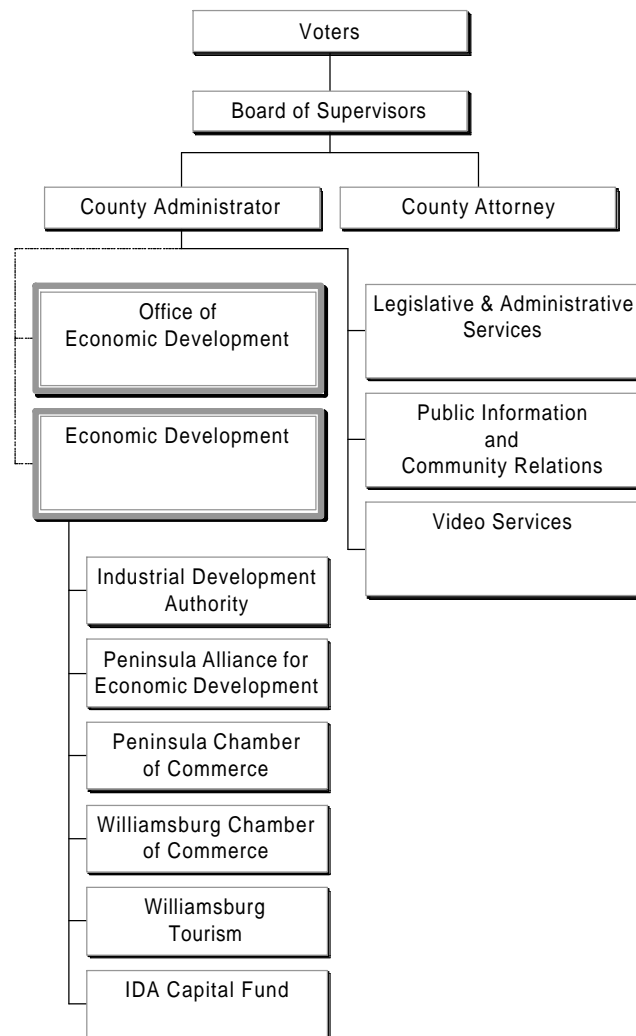 Voters
Board of Supervisors
County Administrator
County Attorney
Office of
Economic Development
Economic Development
Legislative & Administrative
Services
Public Information
and
Community Relations
Video Services
Industrial Development
Authority
Peninsula Alliance for
Economic Development
Peninsula Chamber
of Commerce
Williamsburg Chamber
of Commerce
Williamsburg
Tourism
IDA Capital Fund